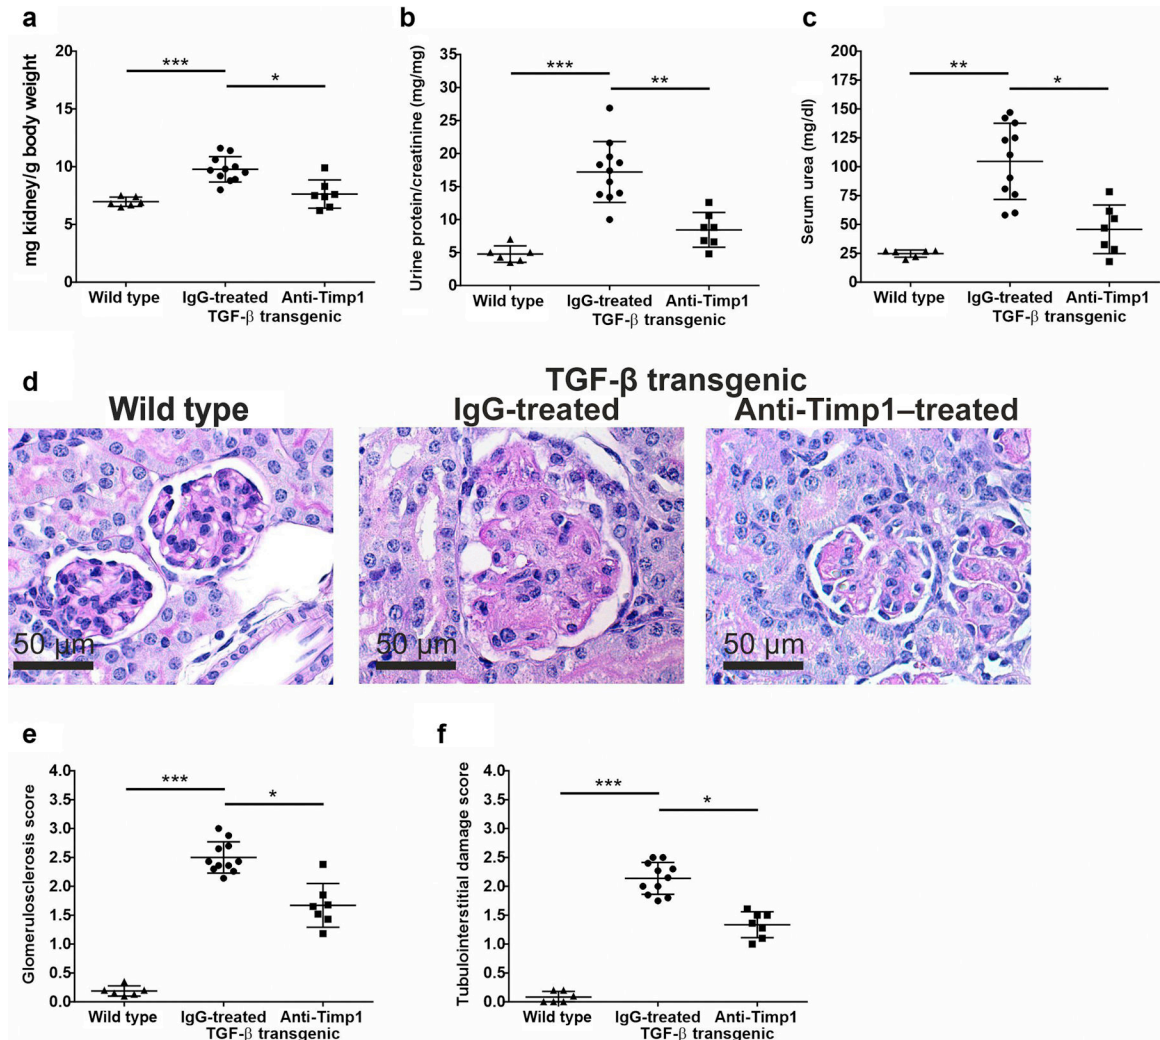 a
mg kidney/g body weight
20
15
10
5
0
***
*
Wild type
IgG-treated
Anti-Timp1
TGF-β transgenic
b
Urine protein/creatinine (mg/mg)
35
30
25
20
15
10
5
0
***
**
Wild type
IgG-treated
Anti-Timp1
TGF-β transgenic
c
Serum urea (mg/dl)
200
175
150
125
100
75
50
25
0
**
*
Wild type
IgG-treated
Anti-Timp1
TGF-β transgenic
d
TGF-β transgenic
Wild type
IgG-treated
Anti-Timp1–treated
50 µm
50 µm
50 µm
e
Glomerulosclerosis score
4.0
3.5
3.0
2.5
2.0
1.5
1.0
0.5
0.0
***
*
Wild type
IgG-treated
Anti-Timp1
TGF-β transgenic
f
Tubulointerstitial damage score
4.0
3.5
3.0
2.5
2.0
1.5
1.0
0.5
0.0
***
*
Wild type
IgG-treated
Anti-Timp1
TGF-β transgenic